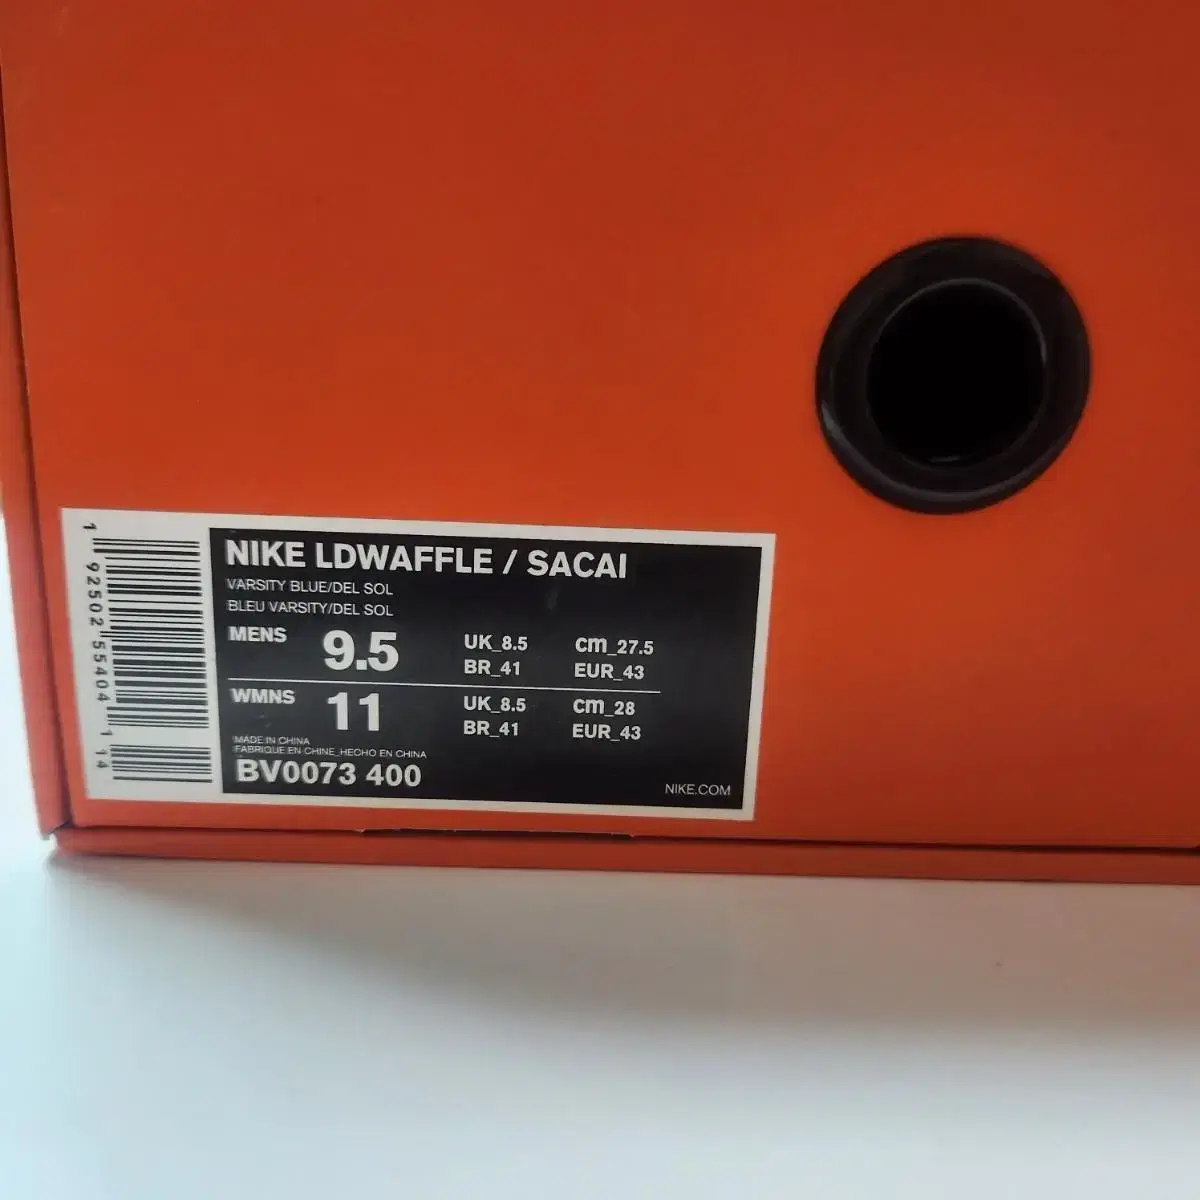 1 92502 55404 1 14
NIKE LDWAFFLE / SACAI
VARSITY BLUE/DEL SOL
BLEU VARSITY/DEL SOL
MENS 9.5 UK_8.5 cm_27.5
BR_41 EUR_43
WMNS 11 UK_8.5 cm_28
BR_41 EUR_43
MADE IN CHINA
FABRIQUE EN CHINE_HECHO EN CHINA
BV0073 400
NIKE.COM